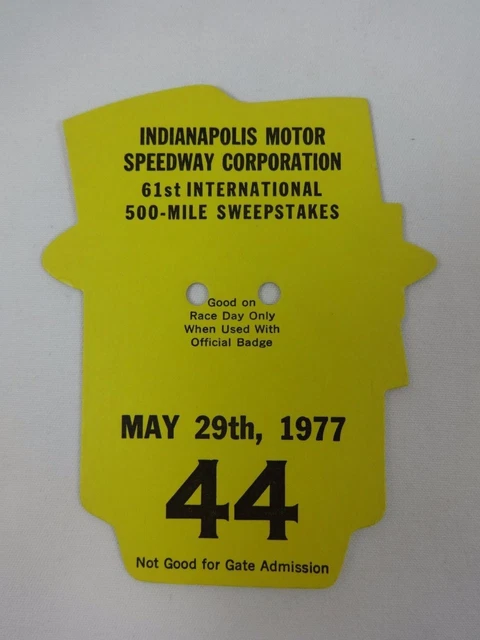 INDIANAPOLIS MOTOR
SPEEDWAY CORPORATION
61st INTERNATIONAL
500-MILE SWEEPSTAKES
Good on
Race Day Only
When Used With
Official Badge
MAY 29th, 1977
44
Not Good for Gate Admission